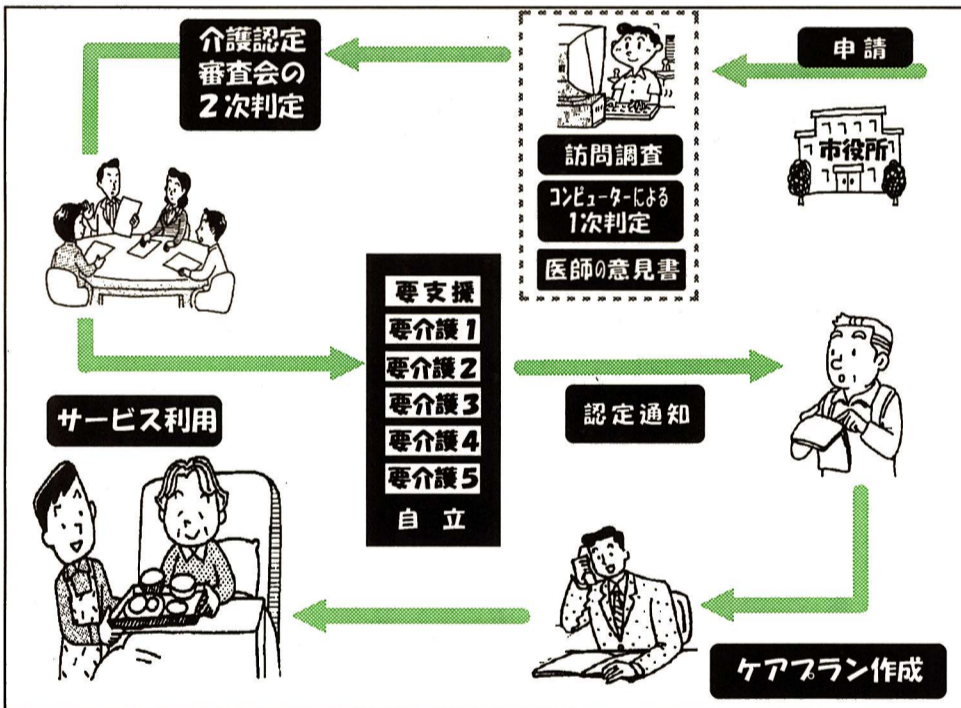 申請
市役所
訪問調査
コンピューターによる
1次判定
医師の意見書
介護認定
審査会の
2次判定
要支援
要介護1
要介護2
要介護3
要介護4
要介護5
自立
認定通知
ケアプラン作成
サービス利用